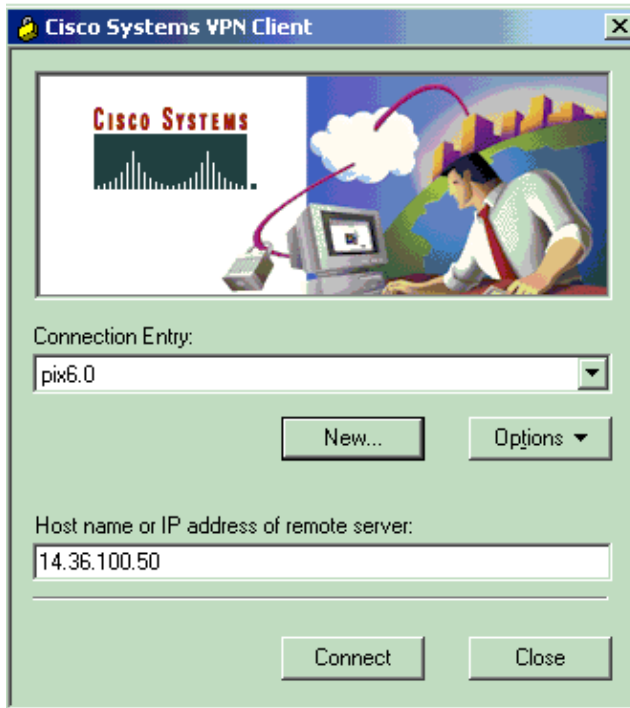 Cisco Systems VPN Client
CISCO SYSTEMS
Connection Entry:
pix6.0
New...
Options
Host name or IP address of remote server:
14.36.100.50
Connect
Close